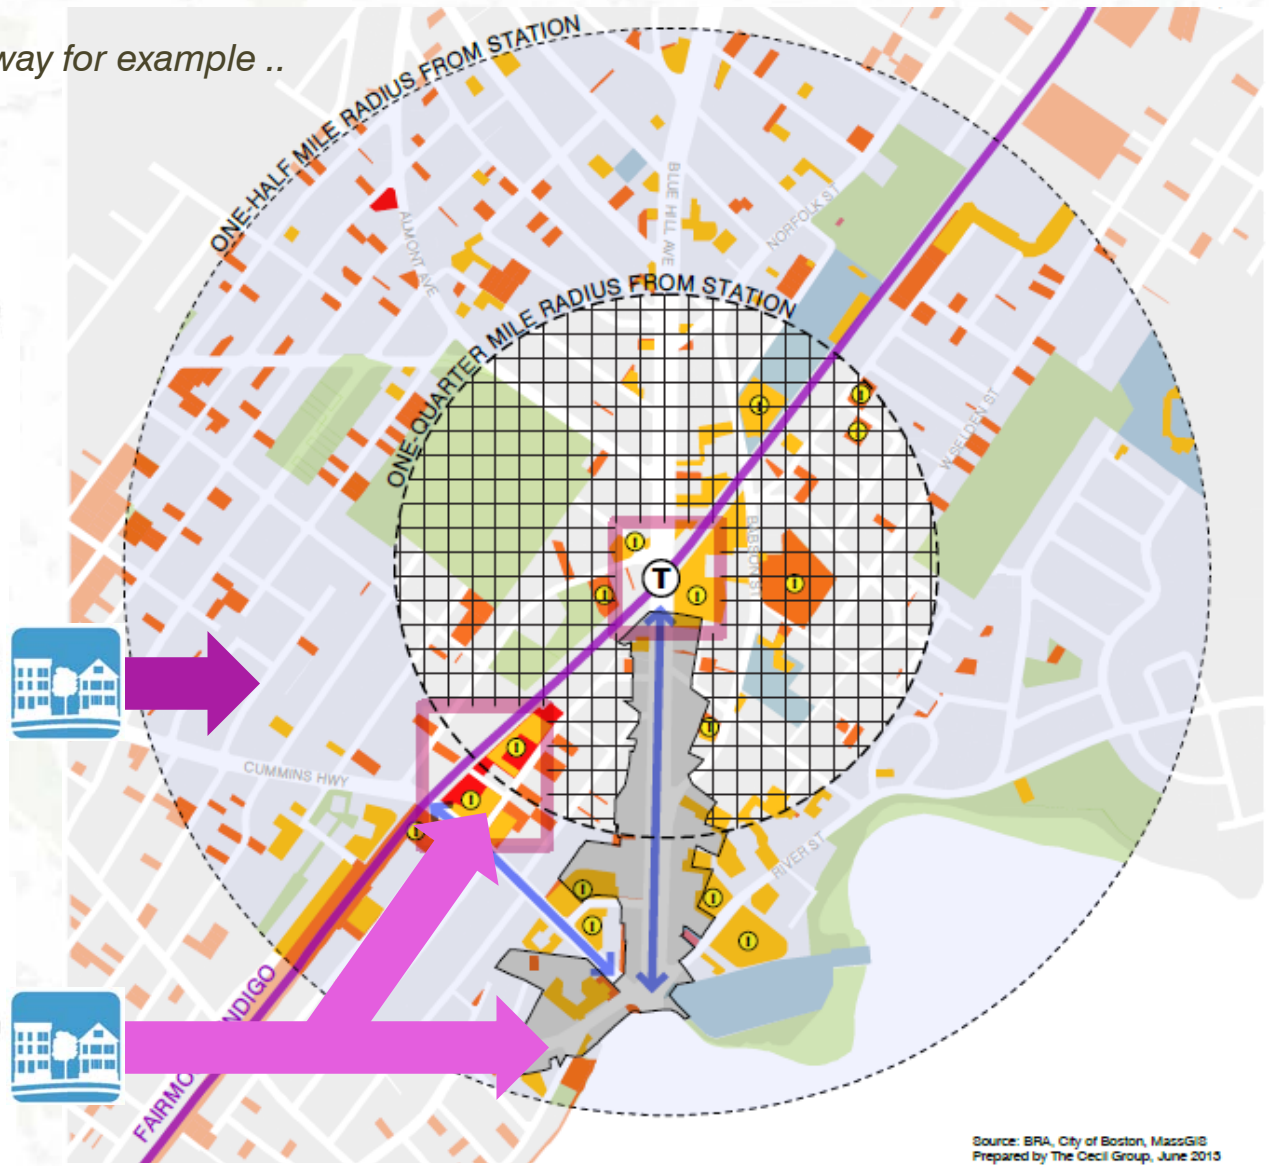 way for example ..
ONE-HALF MILE RADIUS FROM STATION
BLUE HILL AVE
NORFOLK ST
ALMONT AVE
ONE-QUARTER MILE RADIUS FROM STATION
W SELDEN ST
BABSON ST
T
CUMMINS HWY
RIVER ST
FAIRMO NDIGO
Source: BRA, City of Boston, MassGIS
Prepared by The Cecil Group, June 2013